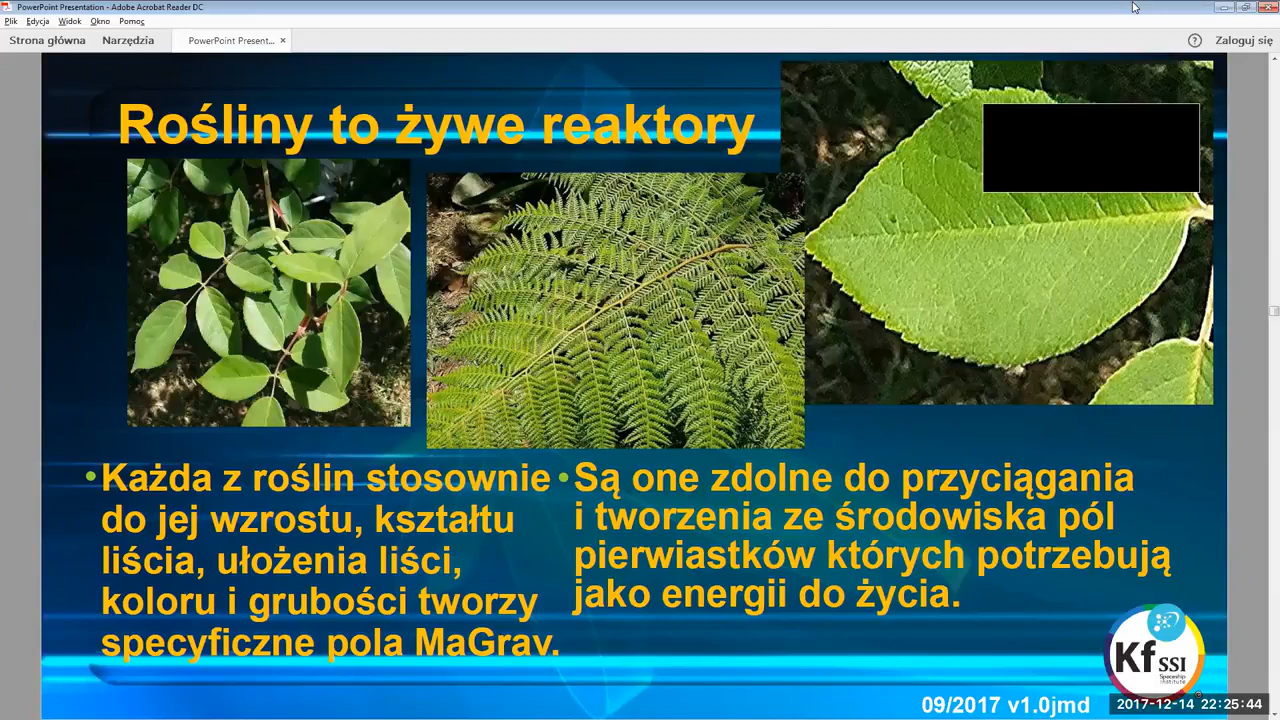 PowerPoint Presentation - Adobe Acrobat Reader DC
Plik Edycja Widok Okno Pomoc
Strona główna Narzędzia PowerPoint Present... × ? Zaloguj się
Rośliny to żywe reaktory
•Każda z roślin stosownie
do jej wzrostu, kształtu
liścia, ułożenia liści,
koloru i grubości tworzy
specyficzne pola MaGrav.
•Są one zdolne do przyciągania
i tworzenia ze środowiska pól
pierwiastków których potrzebują
jako energii do życia.
Kf SSI
Spaceship
Institute
09/2017 v1.0jmd
2017-12-14 22:25:44